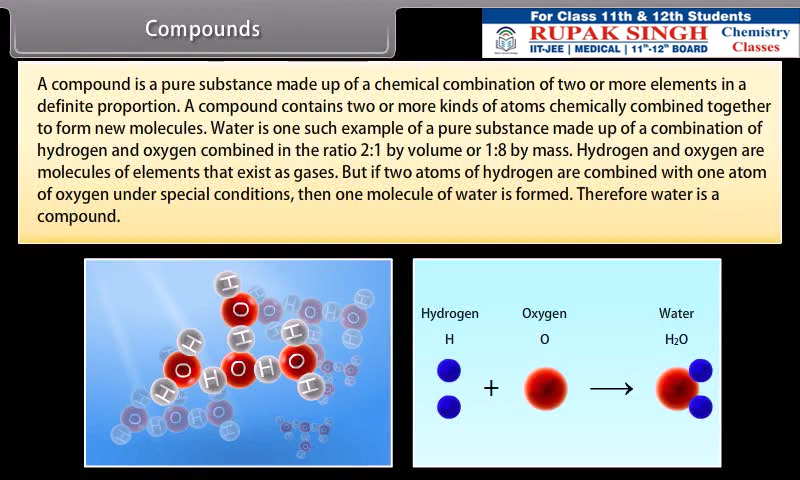 Compounds
For Class 11th & 12th Students
RUPAK SINGH
Chemistry
Classes
IIT-JEE | MEDICAL | 11th-12th BOARD
A compound is a pure substance made up of a chemical combination of two or more elements in a
definite proportion. A compound contains two or more kinds of atoms chemically combined together
to form new molecules. Water is one such example of a pure substance made up of a combination of
hydrogen and oxygen combined in the ratio 2:1 by volume or 1:8 by mass. Hydrogen and oxygen are
molecules of elements that exist as gases. But if two atoms of hydrogen are combined with one atom
of oxygen under special conditions, then one molecule of water is formed. Therefore water is a
compound.
H
O
H O H O H
H H O H
H O H O H O H
H
H O H O H O H
Hydrogen Oxygen Water
H O H₂O
+ →